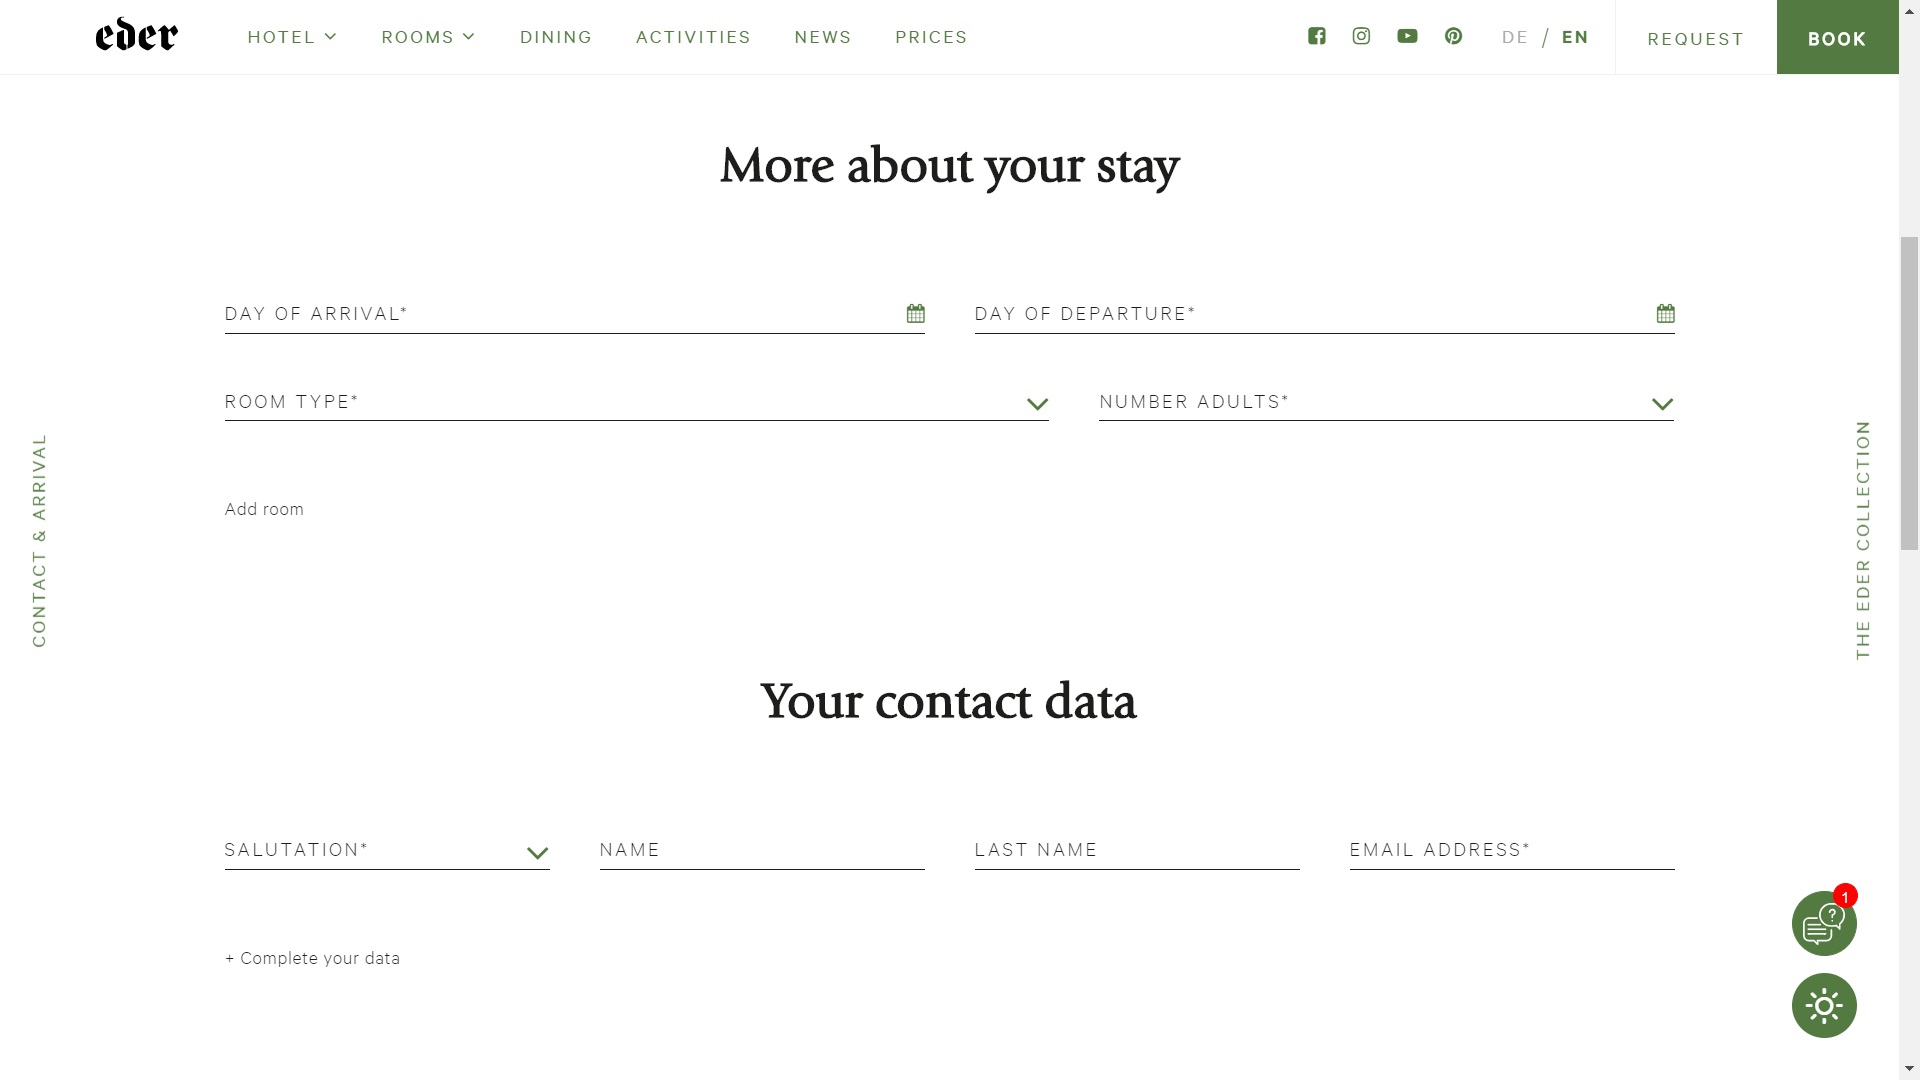 eder
HOTEL
ROOMS
DINING
ACTIVITIES
NEWS
PRICES
DE / EN
REQUEST
BOOK
More about your stay
DAY OF ARRIVAL*
DAY OF DEPARTURE*
ROOM TYPE*
NUMBER ADULTS*
Add room
CONTACT & ARRIVAL
THE EDER COLLECTION
Your contact data
SALUTATION*
NAME
LAST NAME
EMAIL ADDRESS*
1
?
+ Complete your data